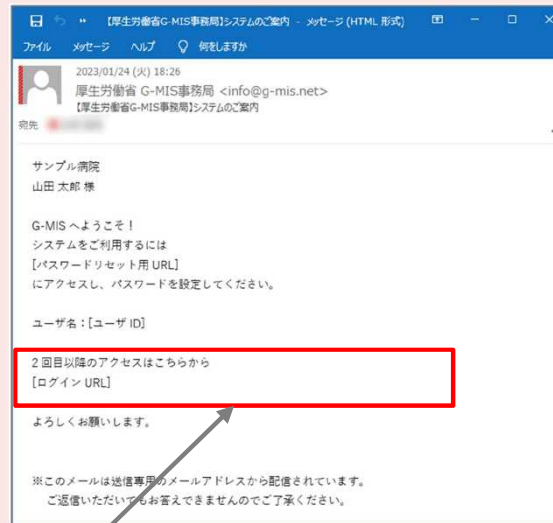 【厚生労働省G-MIS事務局】システムのご案内 - メッセージ (HTML 形式)
ファイル メッセージ ヘルプ 何をしますか
2023/01/24 (火) 18:26
厚生労働省 G-MIS事務局 <info@g-mis.net>
【厚生労働省G-MIS事務局】システムのご案内
宛先
サンプル病院
山田 太郎 様
G-MIS へようこそ！
システムをご利用するには
[パスワードリセット用 URL]
にアクセスし、パスワードを設定してください。
ユーザ名：[ユーザ ID]
2 回目以降のアクセスはこちらから
[ログイン URL]
よろしくお願いします。
※このメールは送信専用のメールアドレスから配信されています。
ご返信いただいてもお答えできませんのでご了承ください。